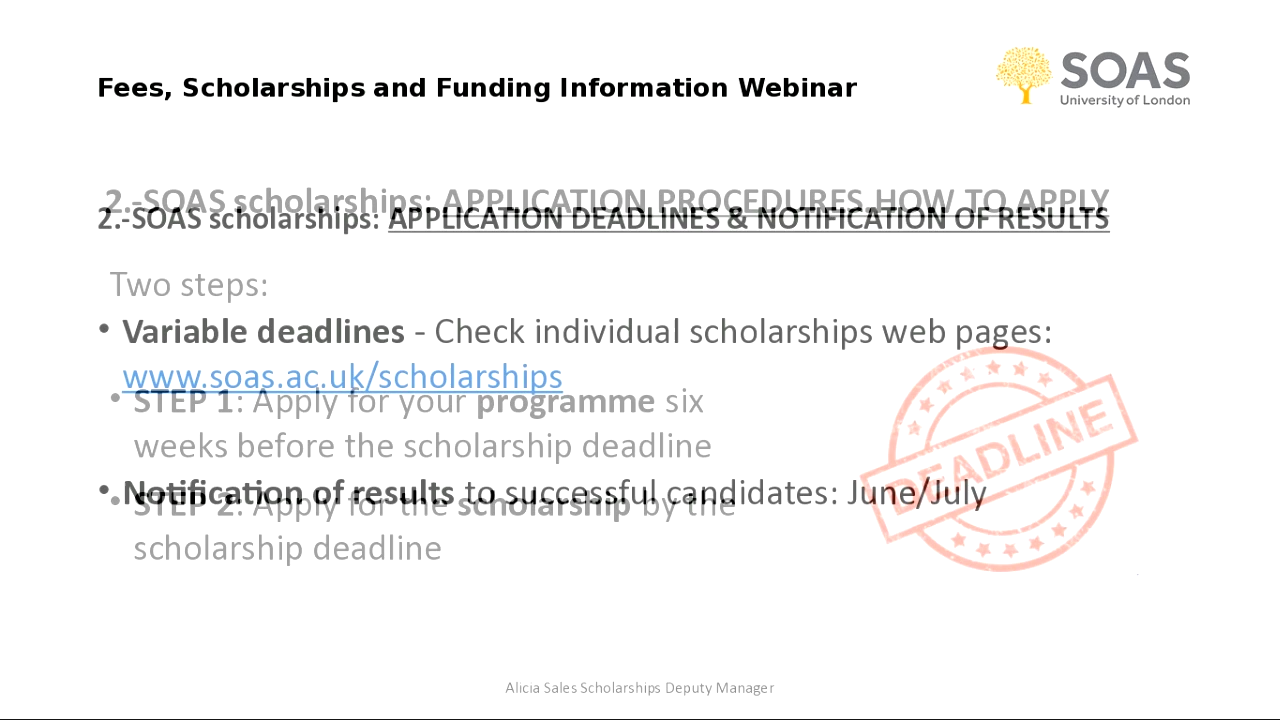 Fees, Scholarships and Funding Information Webinar
SOAS
University of London
2.-SOAS scholarships: APPLICATION PROCEDURES HOW TO APPLY
2.-SOAS scholarships: APPLICATION DEADLINES & NOTIFICATION OF RESULTS
Two steps:
• Variable deadlines - Check individual scholarships web pages:
www.soas.ac.uk/scholarships
• STEP 1: Apply for your programme six
weeks before the scholarship deadline
• Notification of results to successful candidates: June/July
• STEP 2: Apply for the scholarship by the
scholarship deadline
DEADLINE
Alicia Sales Scholarships Deputy Manager